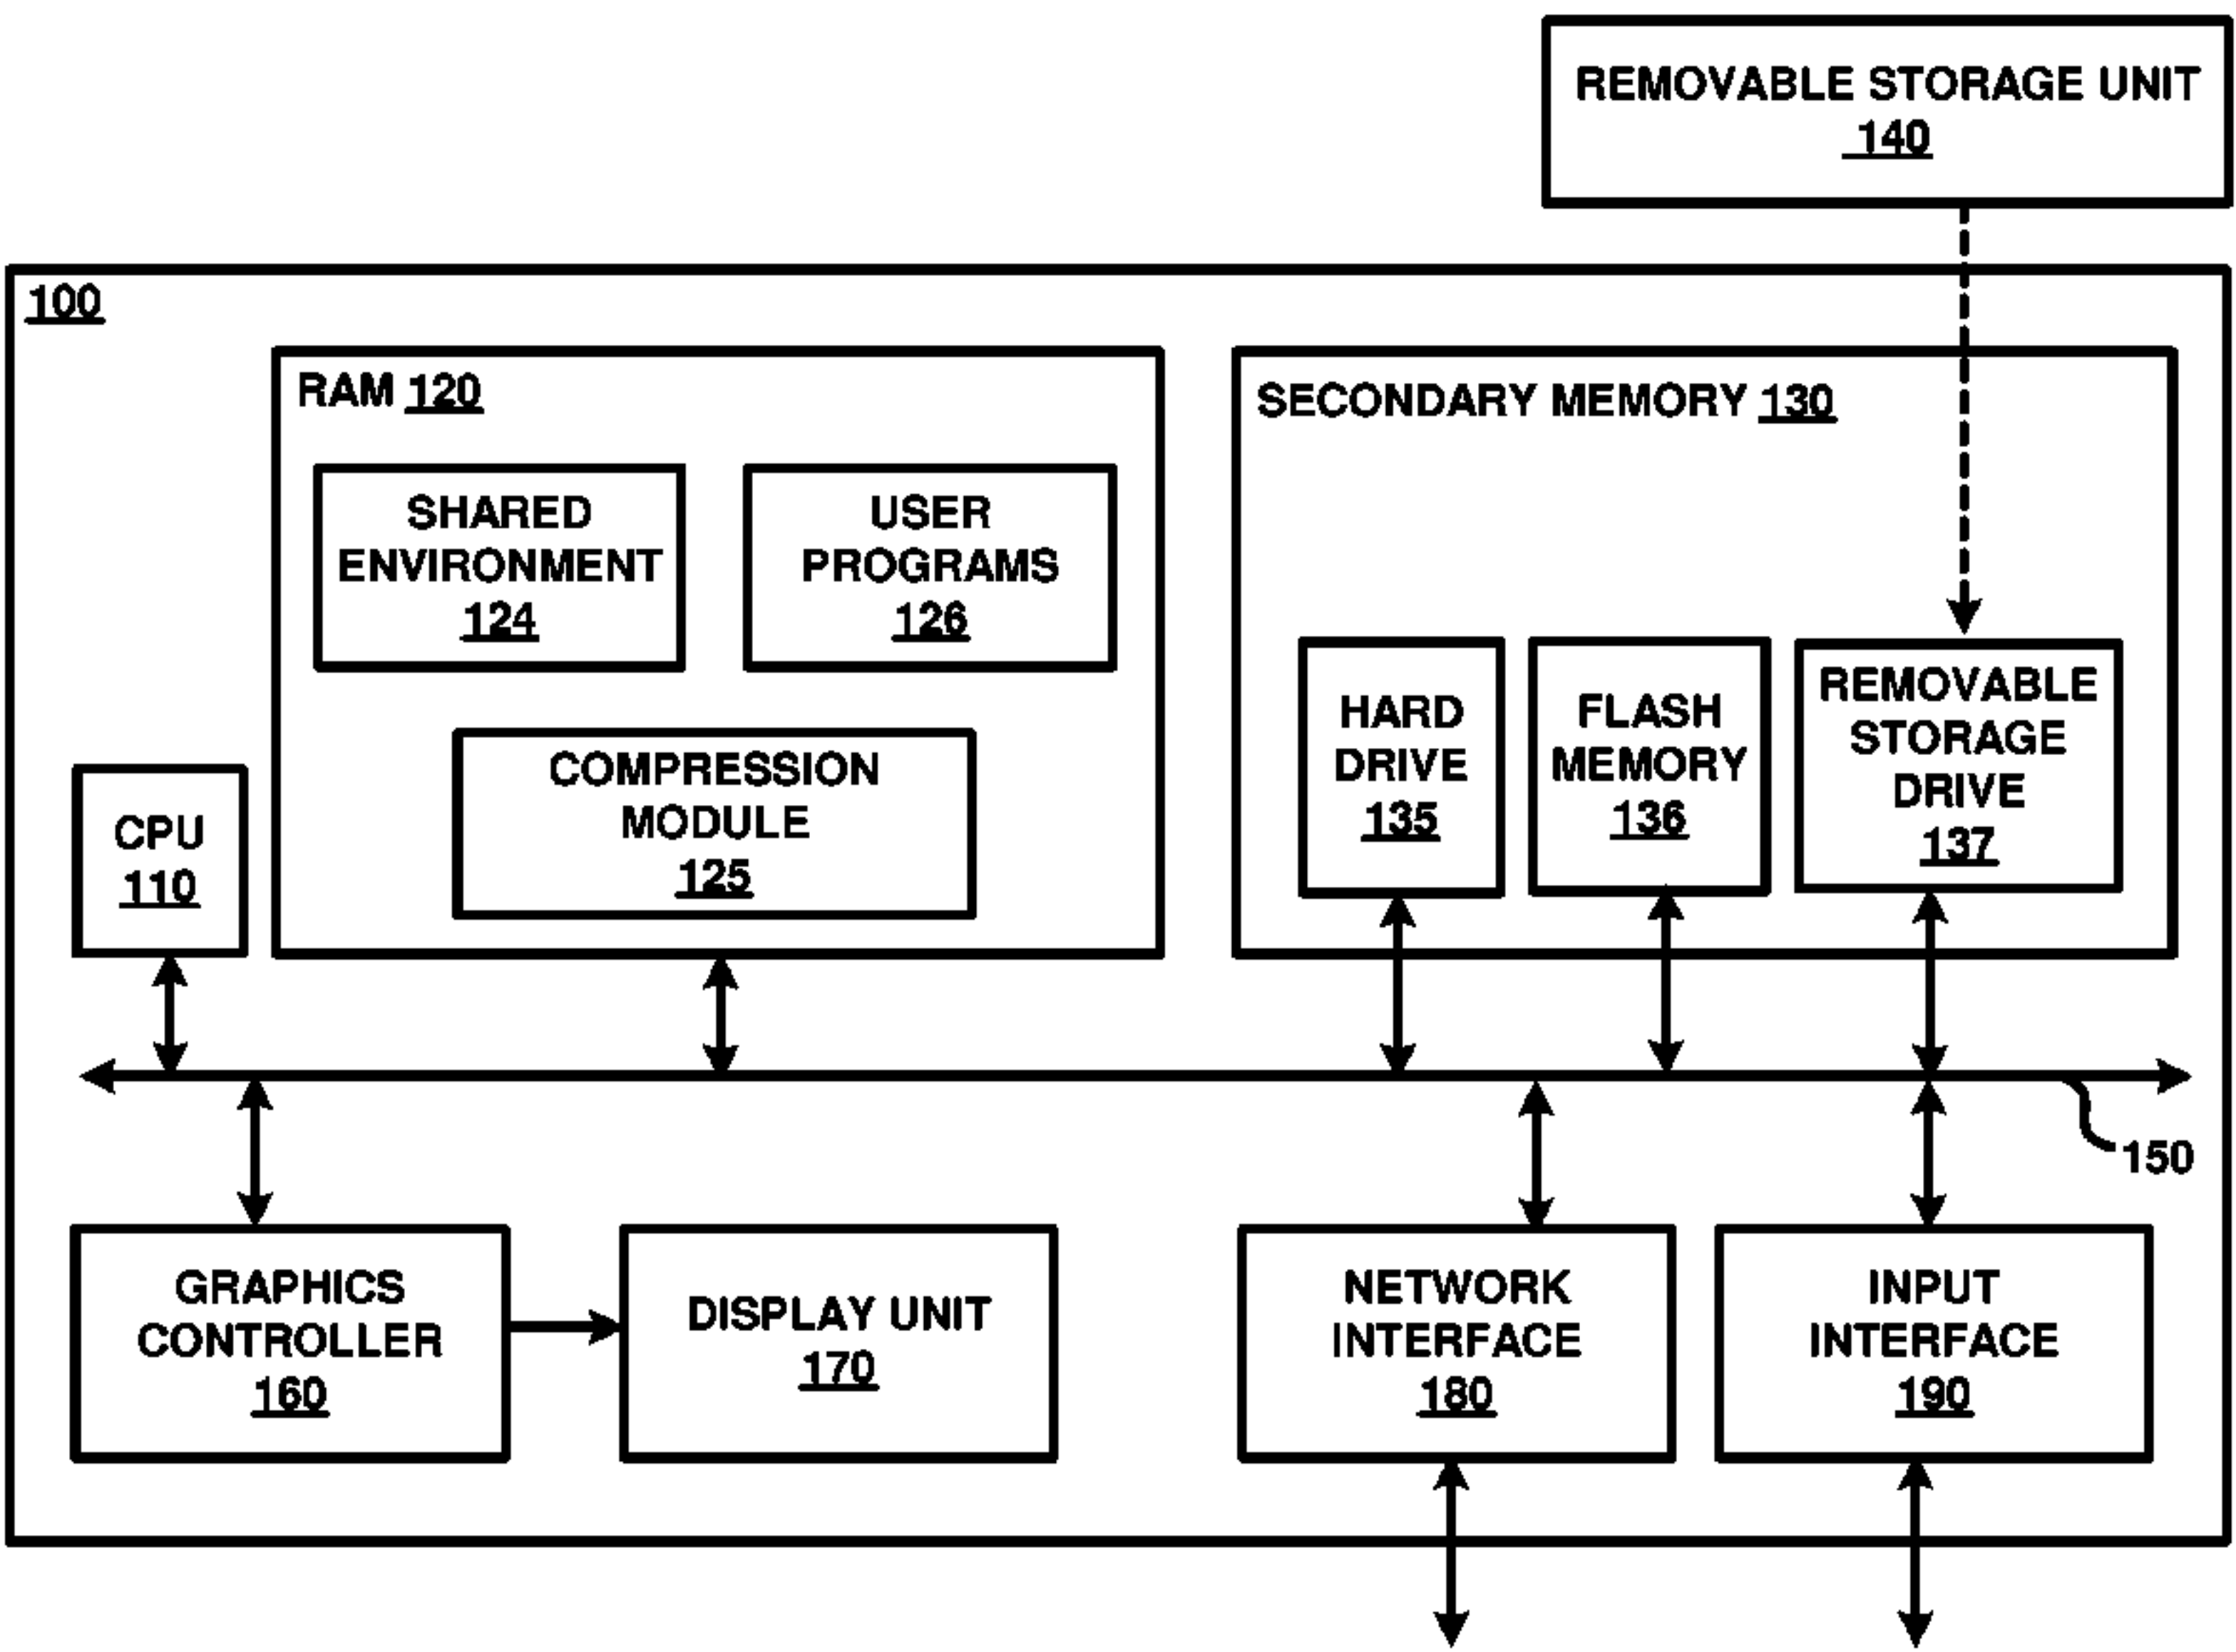 REMOVABLE STORAGE UNIT
140
100
RAM 120
SHARED
ENVIRONMENT
124
USER
PROGRAMS
126
COMPRESSION
MODULE
125
CPU
110
SECONDARY MEMORY 130
HARD
DRIVE
135
FLASH
MEMORY
136
REMOVABLE
STORAGE
DRIVE
137
150
GRAPHICS
CONTROLLER
160
DISPLAY UNIT
170
NETWORK
INTERFACE
180
INPUT
INTERFACE
190